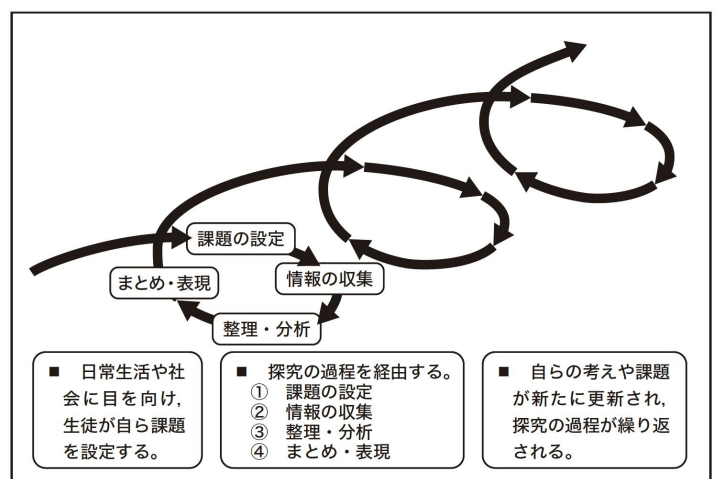 課題の設定
情報の収集
まとめ・表現
整理・分析
■ 日常生活や社
会に目を向け,
生徒が自ら課題
を設定する。
■ 探究の過程を経由する。
① 課題の設定
② 情報の収集
③ 整理・分析
④ まとめ・表現
■ 自らの考えや課題
が新たに更新され,
探究の過程が繰り返
される。